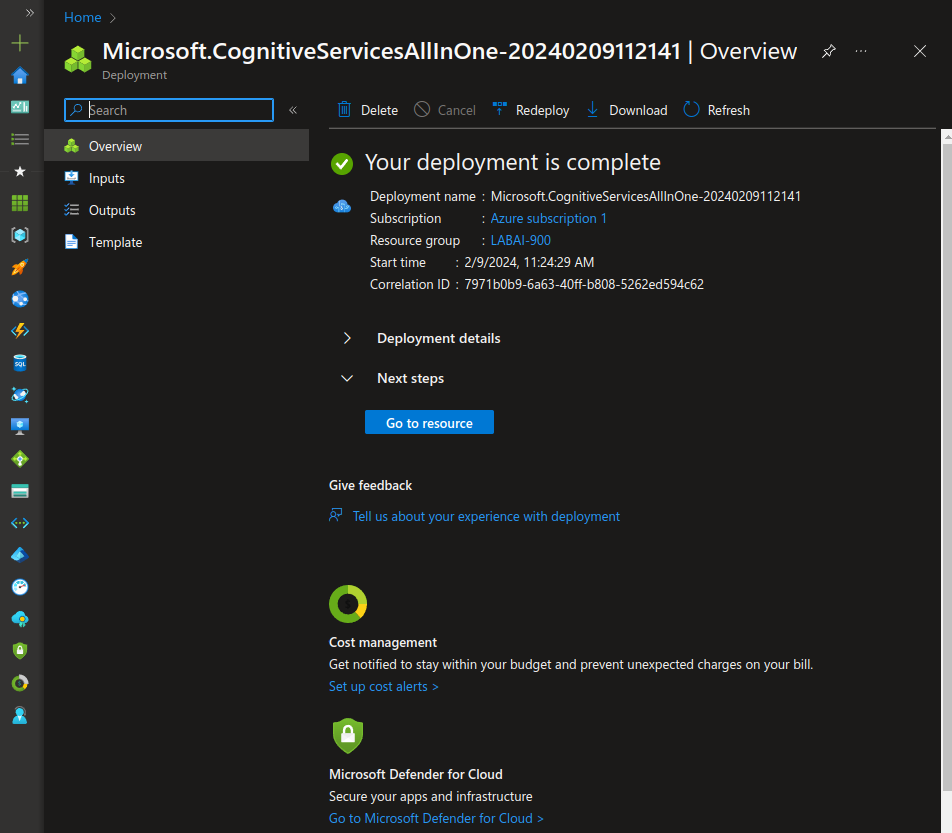 Home
Microsoft.CognitiveServicesAllInOne-20240209112141 | Overview
Deployment
Search
Delete
Cancel
Redeploy
Download
Refresh
Overview
Inputs
Outputs
Template
Your deployment is complete
Deployment name : Microsoft.CognitiveServicesAllInOne-20240209112141
Subscription : Azure subscription 1
Resource group : LABAI-900
Start time : 2/9/2024, 11:24:29 AM
Correlation ID : 7971b0b9-6a63-40ff-b808-5262ed594c62
Deployment details
Next steps
Go to resource
Give feedback
Tell us about your experience with deployment
Cost management
Get notified to stay within your budget and prevent unexpected charges on your bill.
Set up cost alerts >
Microsoft Defender for Cloud
Secure your apps and infrastructure
Go to Microsoft Defender for Cloud >
SQL